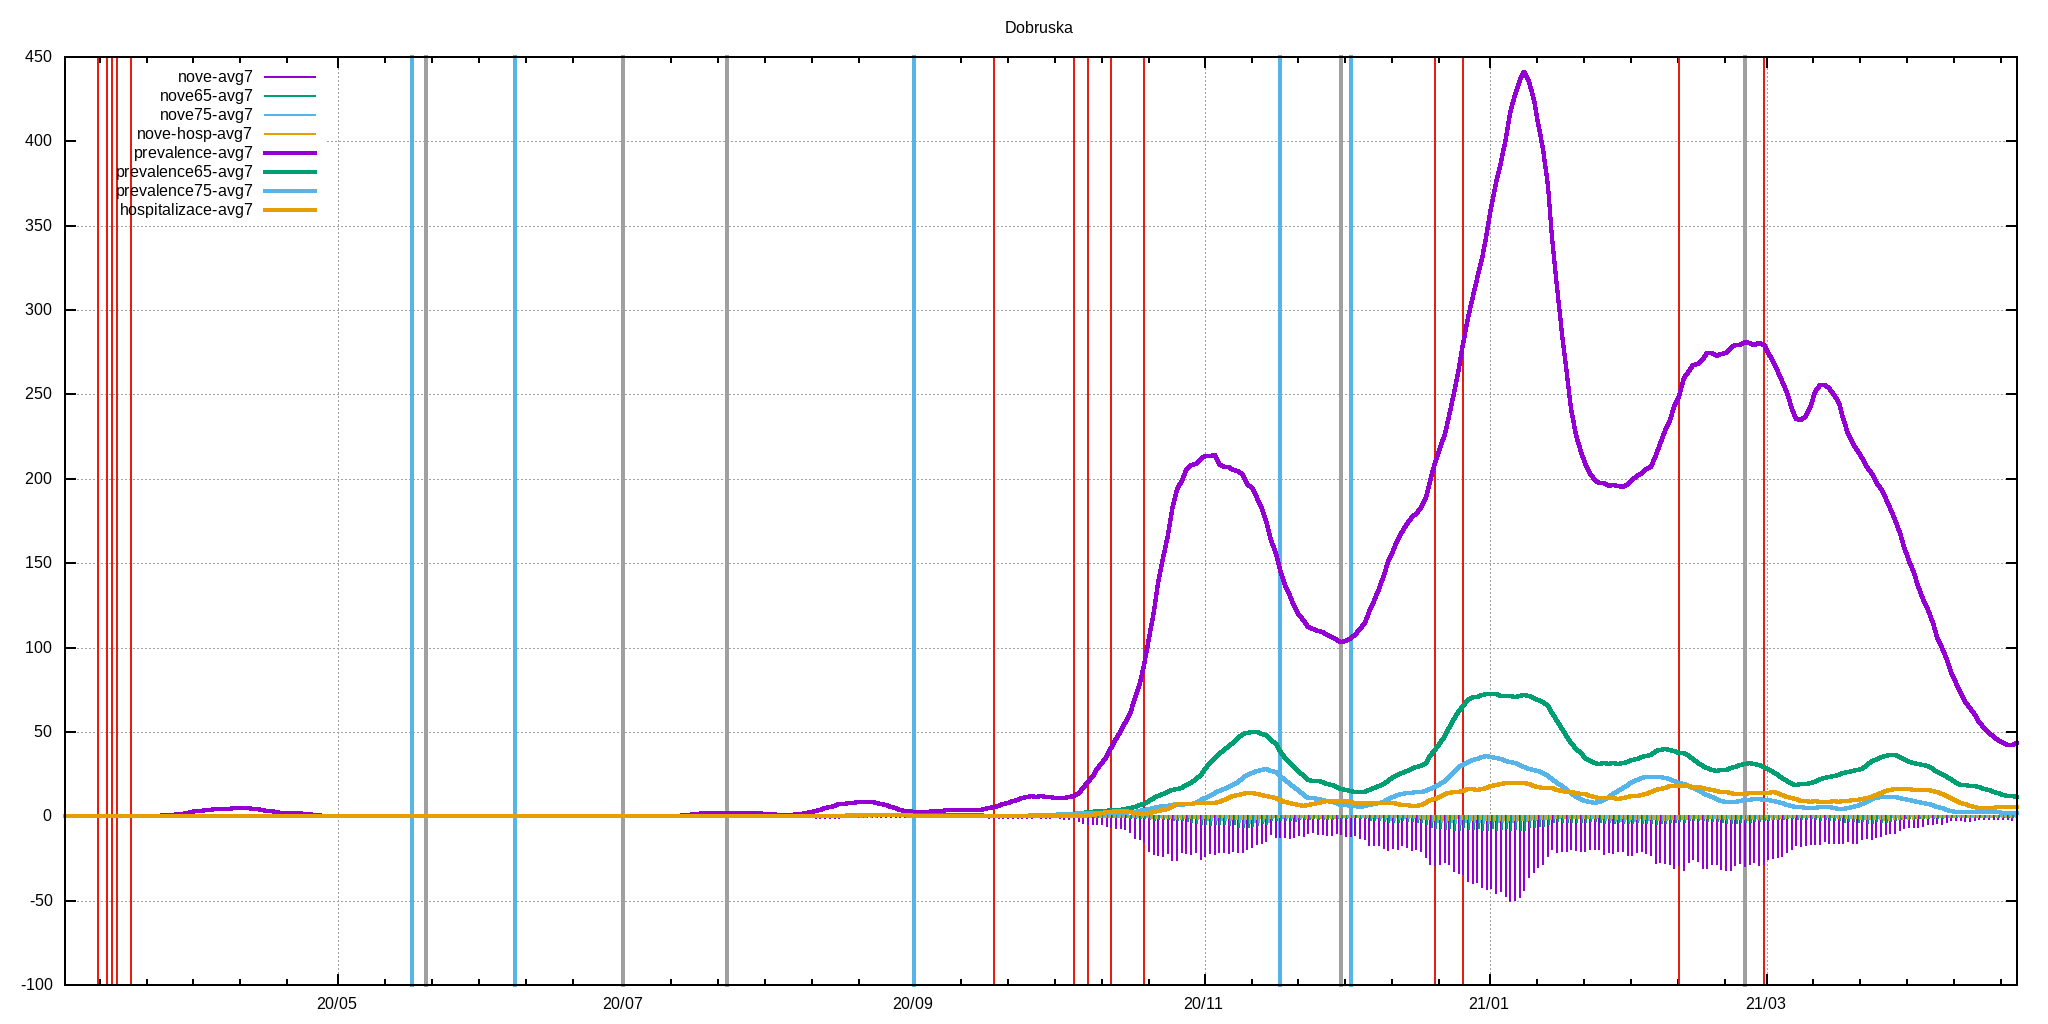 Dobruska
450
400
350
300
250
200
150
100
50
0
-50
-100
nove-avg7
nove65-avg7
nove75-avg7
nove-hosp-avg7
prevalence-avg7
prevalence65-avg7
prevalence75-avg7
hospitalizace-avg7
20/05 20/07 20/09 20/11 21/01 21/03